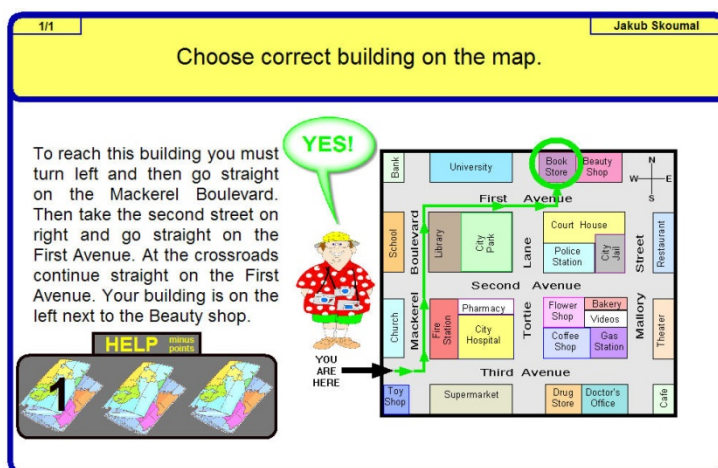 1/1
Jakub Skoumal
Choose correct building on the map.
To reach this building you must
turn left and then go straight
on the Mackerel Boulevard.
Then take the second street on
right and go straight on the
First Avenue. At the crossroads
continue straight on the First
Avenue. Your building is on the
left next to the Beauty shop.
HELP minus points
1
YES!
YOU
ARE
HERE
Bank
University
Book
Store
Beauty
Shop
N
W E
S
First Avenue
School
Mackerel Boulevard
Library
City
Park
Tortie Lane
Court House
Police
Station
City
Jail
Mallory Street
Restaurant
Second Avenue
Church
Fire
Station
Pharmacy
City
Hospital
Flower
Shop
Bakery
Videos
Coffee
Shop
Gas
Station
Theater
Third Avenue
Toy
Shop
Supermarket
Drug
Store
Doctor's
Office
Cafe